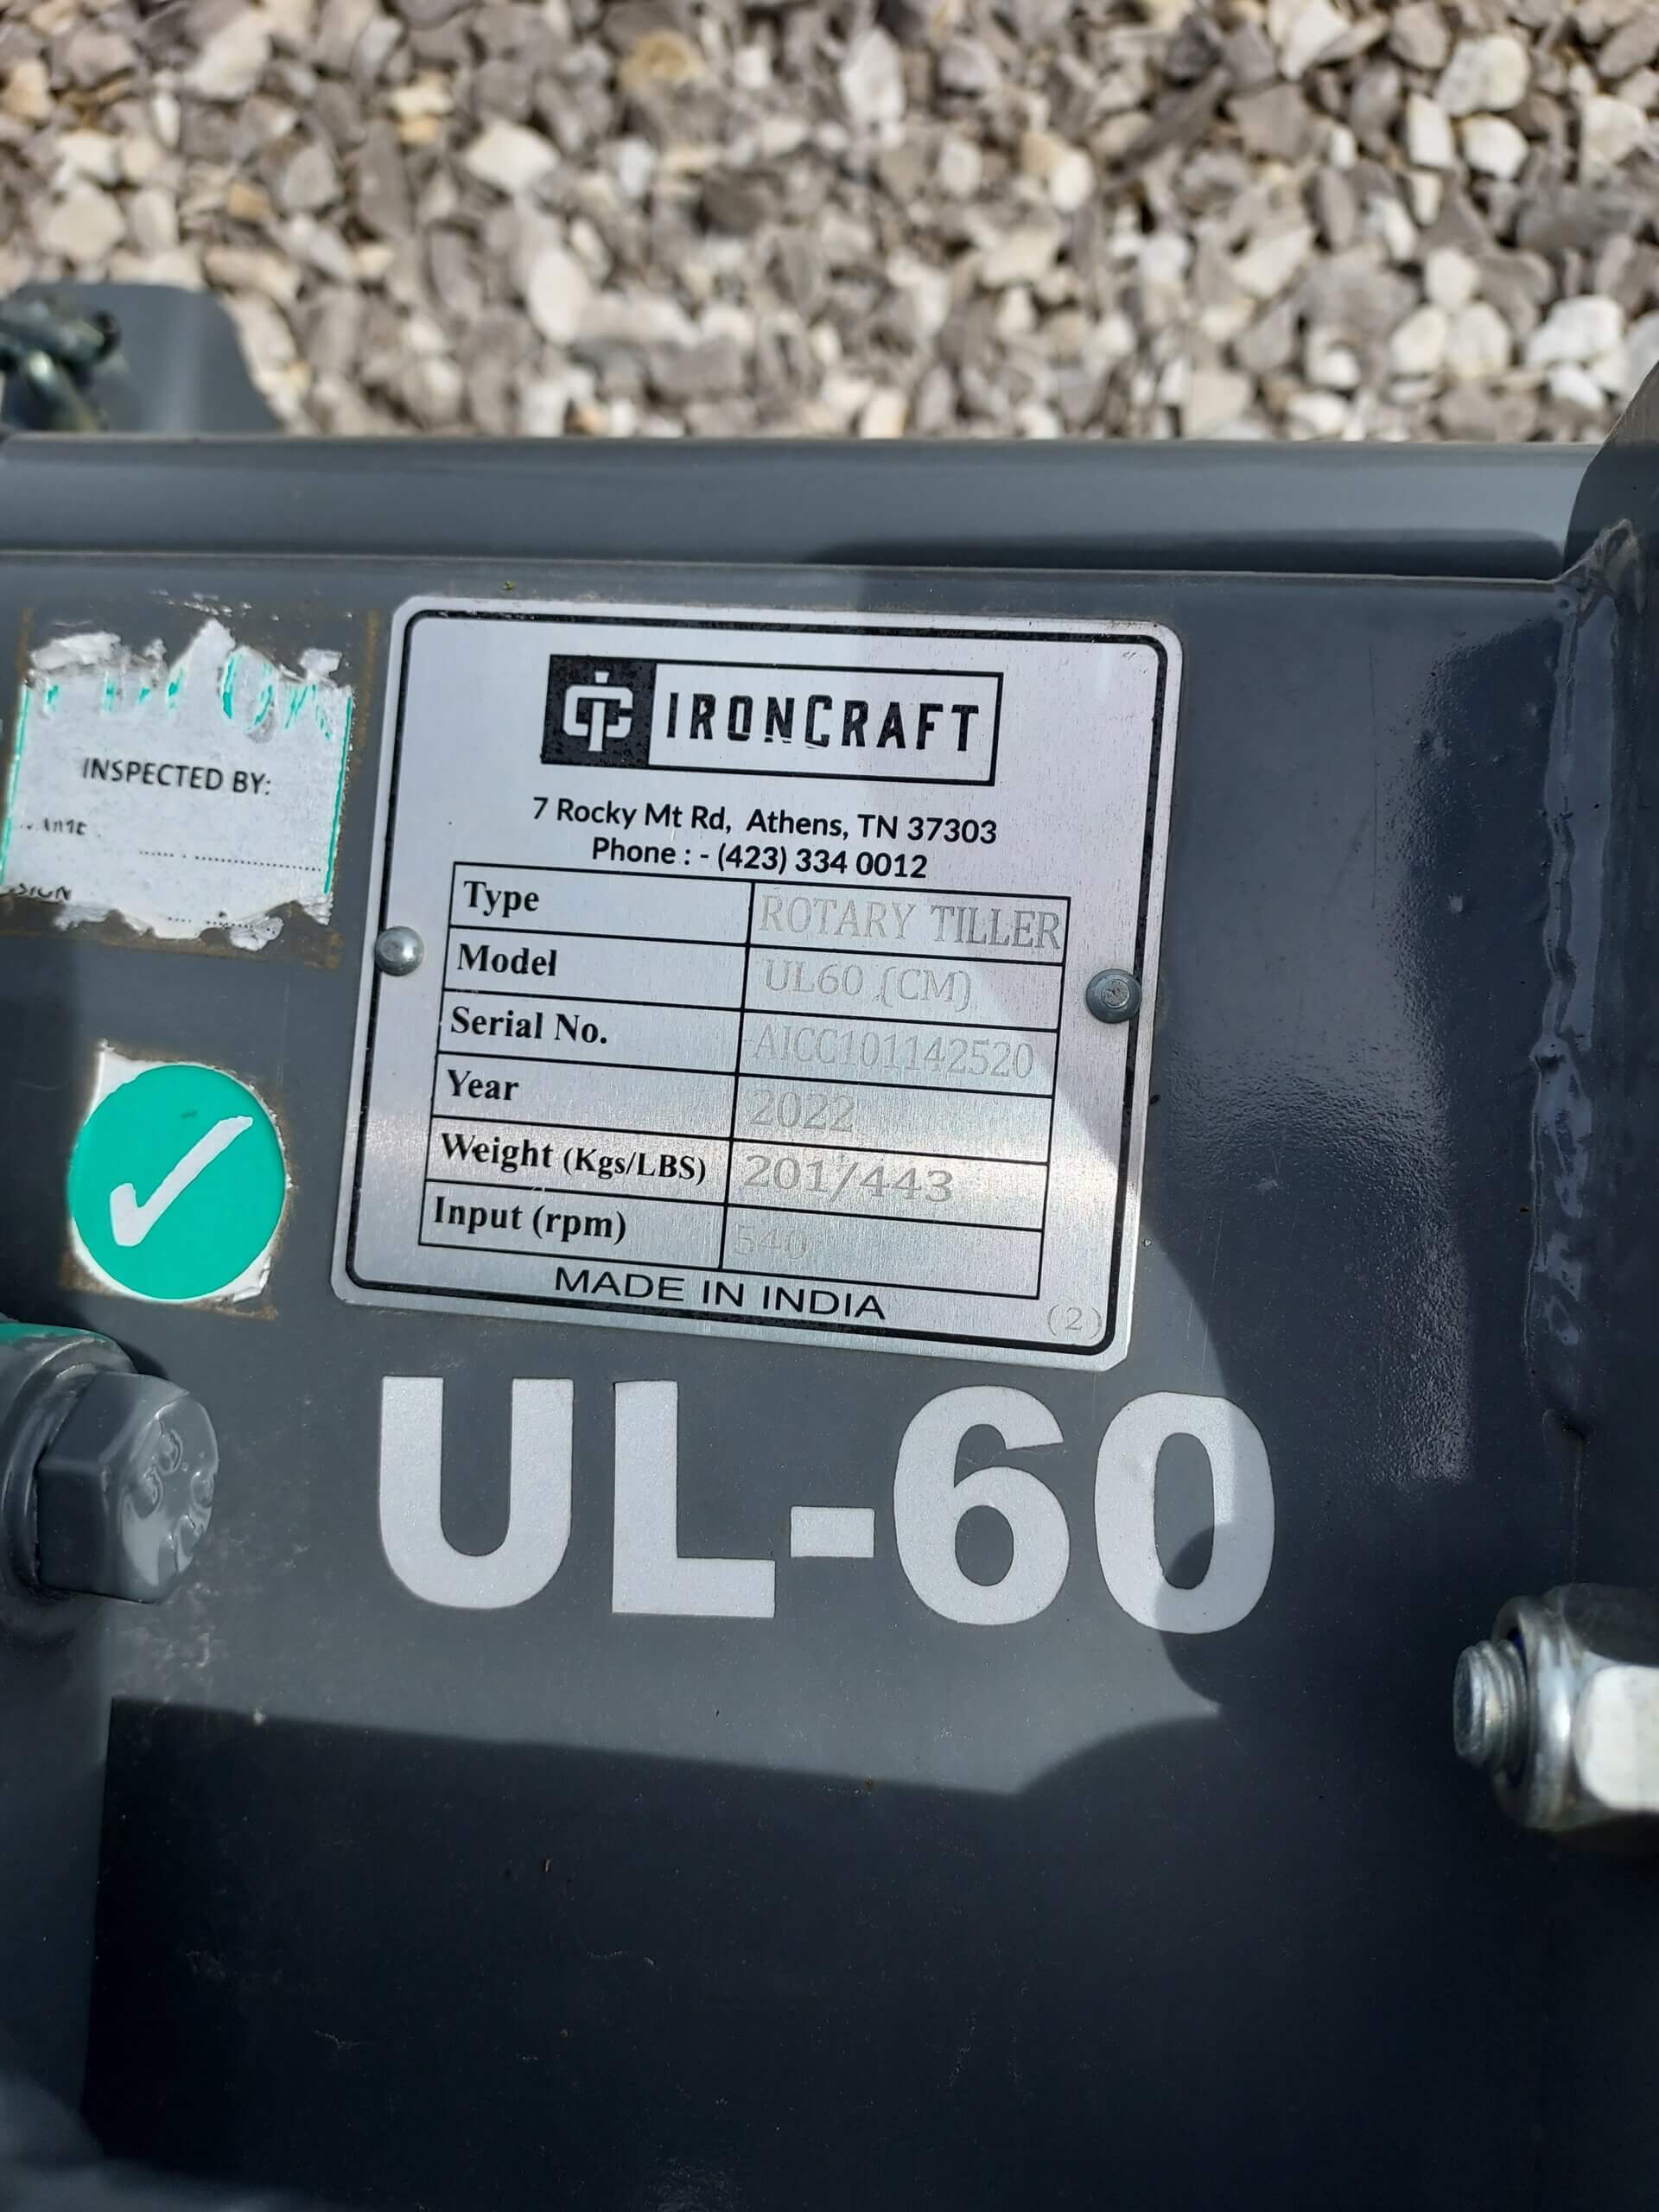 IRONCRAFT
7 Rocky Mt Rd, Athens, TN 37303
Phone : - (423) 334 0012
Type ROTARY TILLER
Model UL60 (CM)
Serial No. AICC101142520
Year 2022
Weight (Kgs/LBS) 201/443
Input (rpm) 540
MADE IN INDIA
(2)
INSPECTED BY:
UL-60